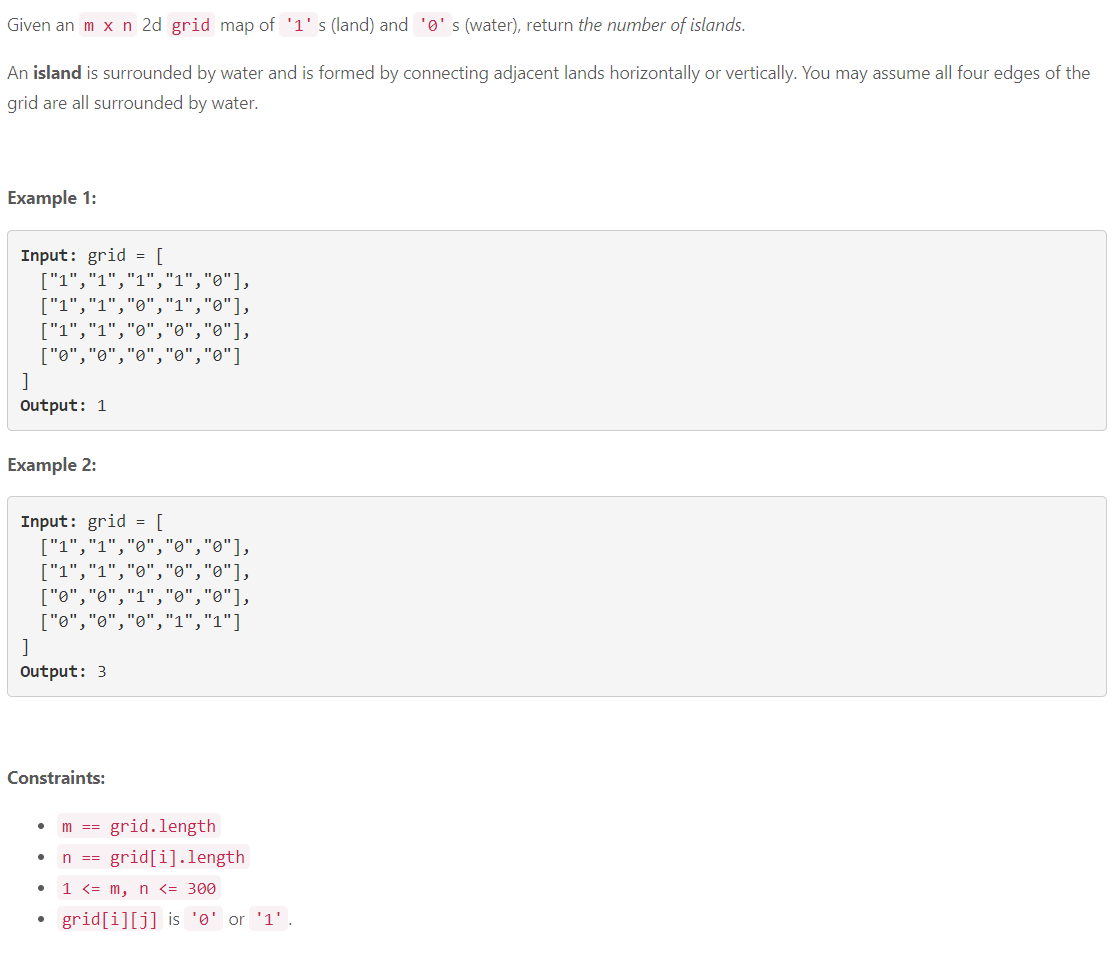 Given an m x n 2d grid map of '1's (land) and '0's (water), return the number of islands.
An island is surrounded by water and is formed by connecting adjacent lands horizontally or vertically. You may assume all four edges of the
grid are all surrounded by water.
Example 1:
Input: grid = [
  ["1","1","1","1","0"],
  ["1","1","0","1","0"],
  ["1","1","0","0","0"],
  ["0","0","0","0","0"]
]
Output: 1
Example 2:
Input: grid = [
  ["1","1","0","0","0"],
  ["1","1","0","0","0"],
  ["0","0","1","0","0"],
  ["0","0","0","1","1"]
]
Output: 3
Constraints:
• m == grid.length
• n == grid[i].length
• 1 <= m, n <= 300
• grid[i][j] is '0' or '1'.